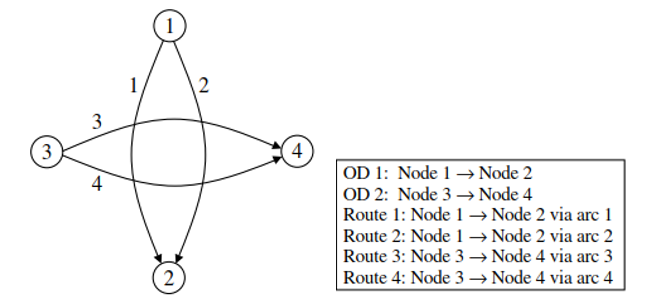 1
1
2
3
3
4
4
2
OD 1: Node 1 → Node 2
OD 2: Node 3 → Node 4
Route 1: Node 1 → Node 2 via arc 1
Route 2: Node 1 → Node 2 via arc 2
Route 3: Node 3 → Node 4 via arc 3
Route 4: Node 3 → Node 4 via arc 4